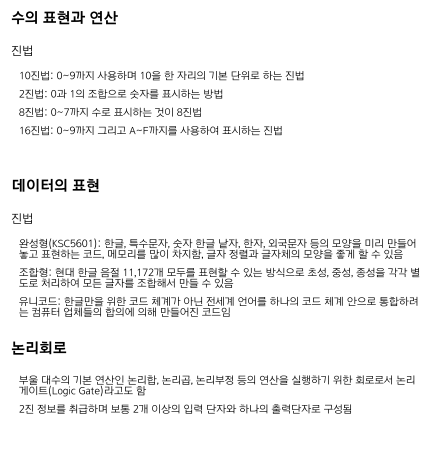 수의 표현과 연산
진법
10진법: 0~9까지 사용하며 10을 한 자리의 기본 단위로 하는 진법
2진법: 0과 1의 조합으로 숫자를 표시하는 방법
8진법: 0~7까지 수로 표시하는 것이 8진법
16진법: 0~9까지 그리고 A~F까지를 사용하여 표시하는 진법
데이터의 표현
진법
완성형(KSC5601): 한글, 특수문자, 숫자 한글 낱자, 한자, 외국문자 등의 모양을 미리 만들어
놓고 표현하는 코드, 메모리를 많이 차지함, 글자 정렬과 글자체의 모양을 좋게 할 수 있음
조합형: 현대 한글 음절 11,172개 모두를 표현할 수 있는 방식으로 초성, 중성, 종성을 각각 별
도로 처리하여 모든 글자를 조합해서 만들 수 있음
유니코드: 한글만을 위한 코드 체계가 아닌 전세계 언어를 하나의 코드 체계 안으로 통합하려
는 컴퓨터 업체들의 합의에 의해 만들어진 코드임
논리회로
부울 대수의 기본 연산인 논리합, 논리곱, 논리부정 등의 연산을 실행하기 위한 회로로서 논리
게이트(Logic Gate)라고도 함
2진 정보를 취급하며 보통 2개 이상의 입력 단자와 하나의 출력단자로 구성됨